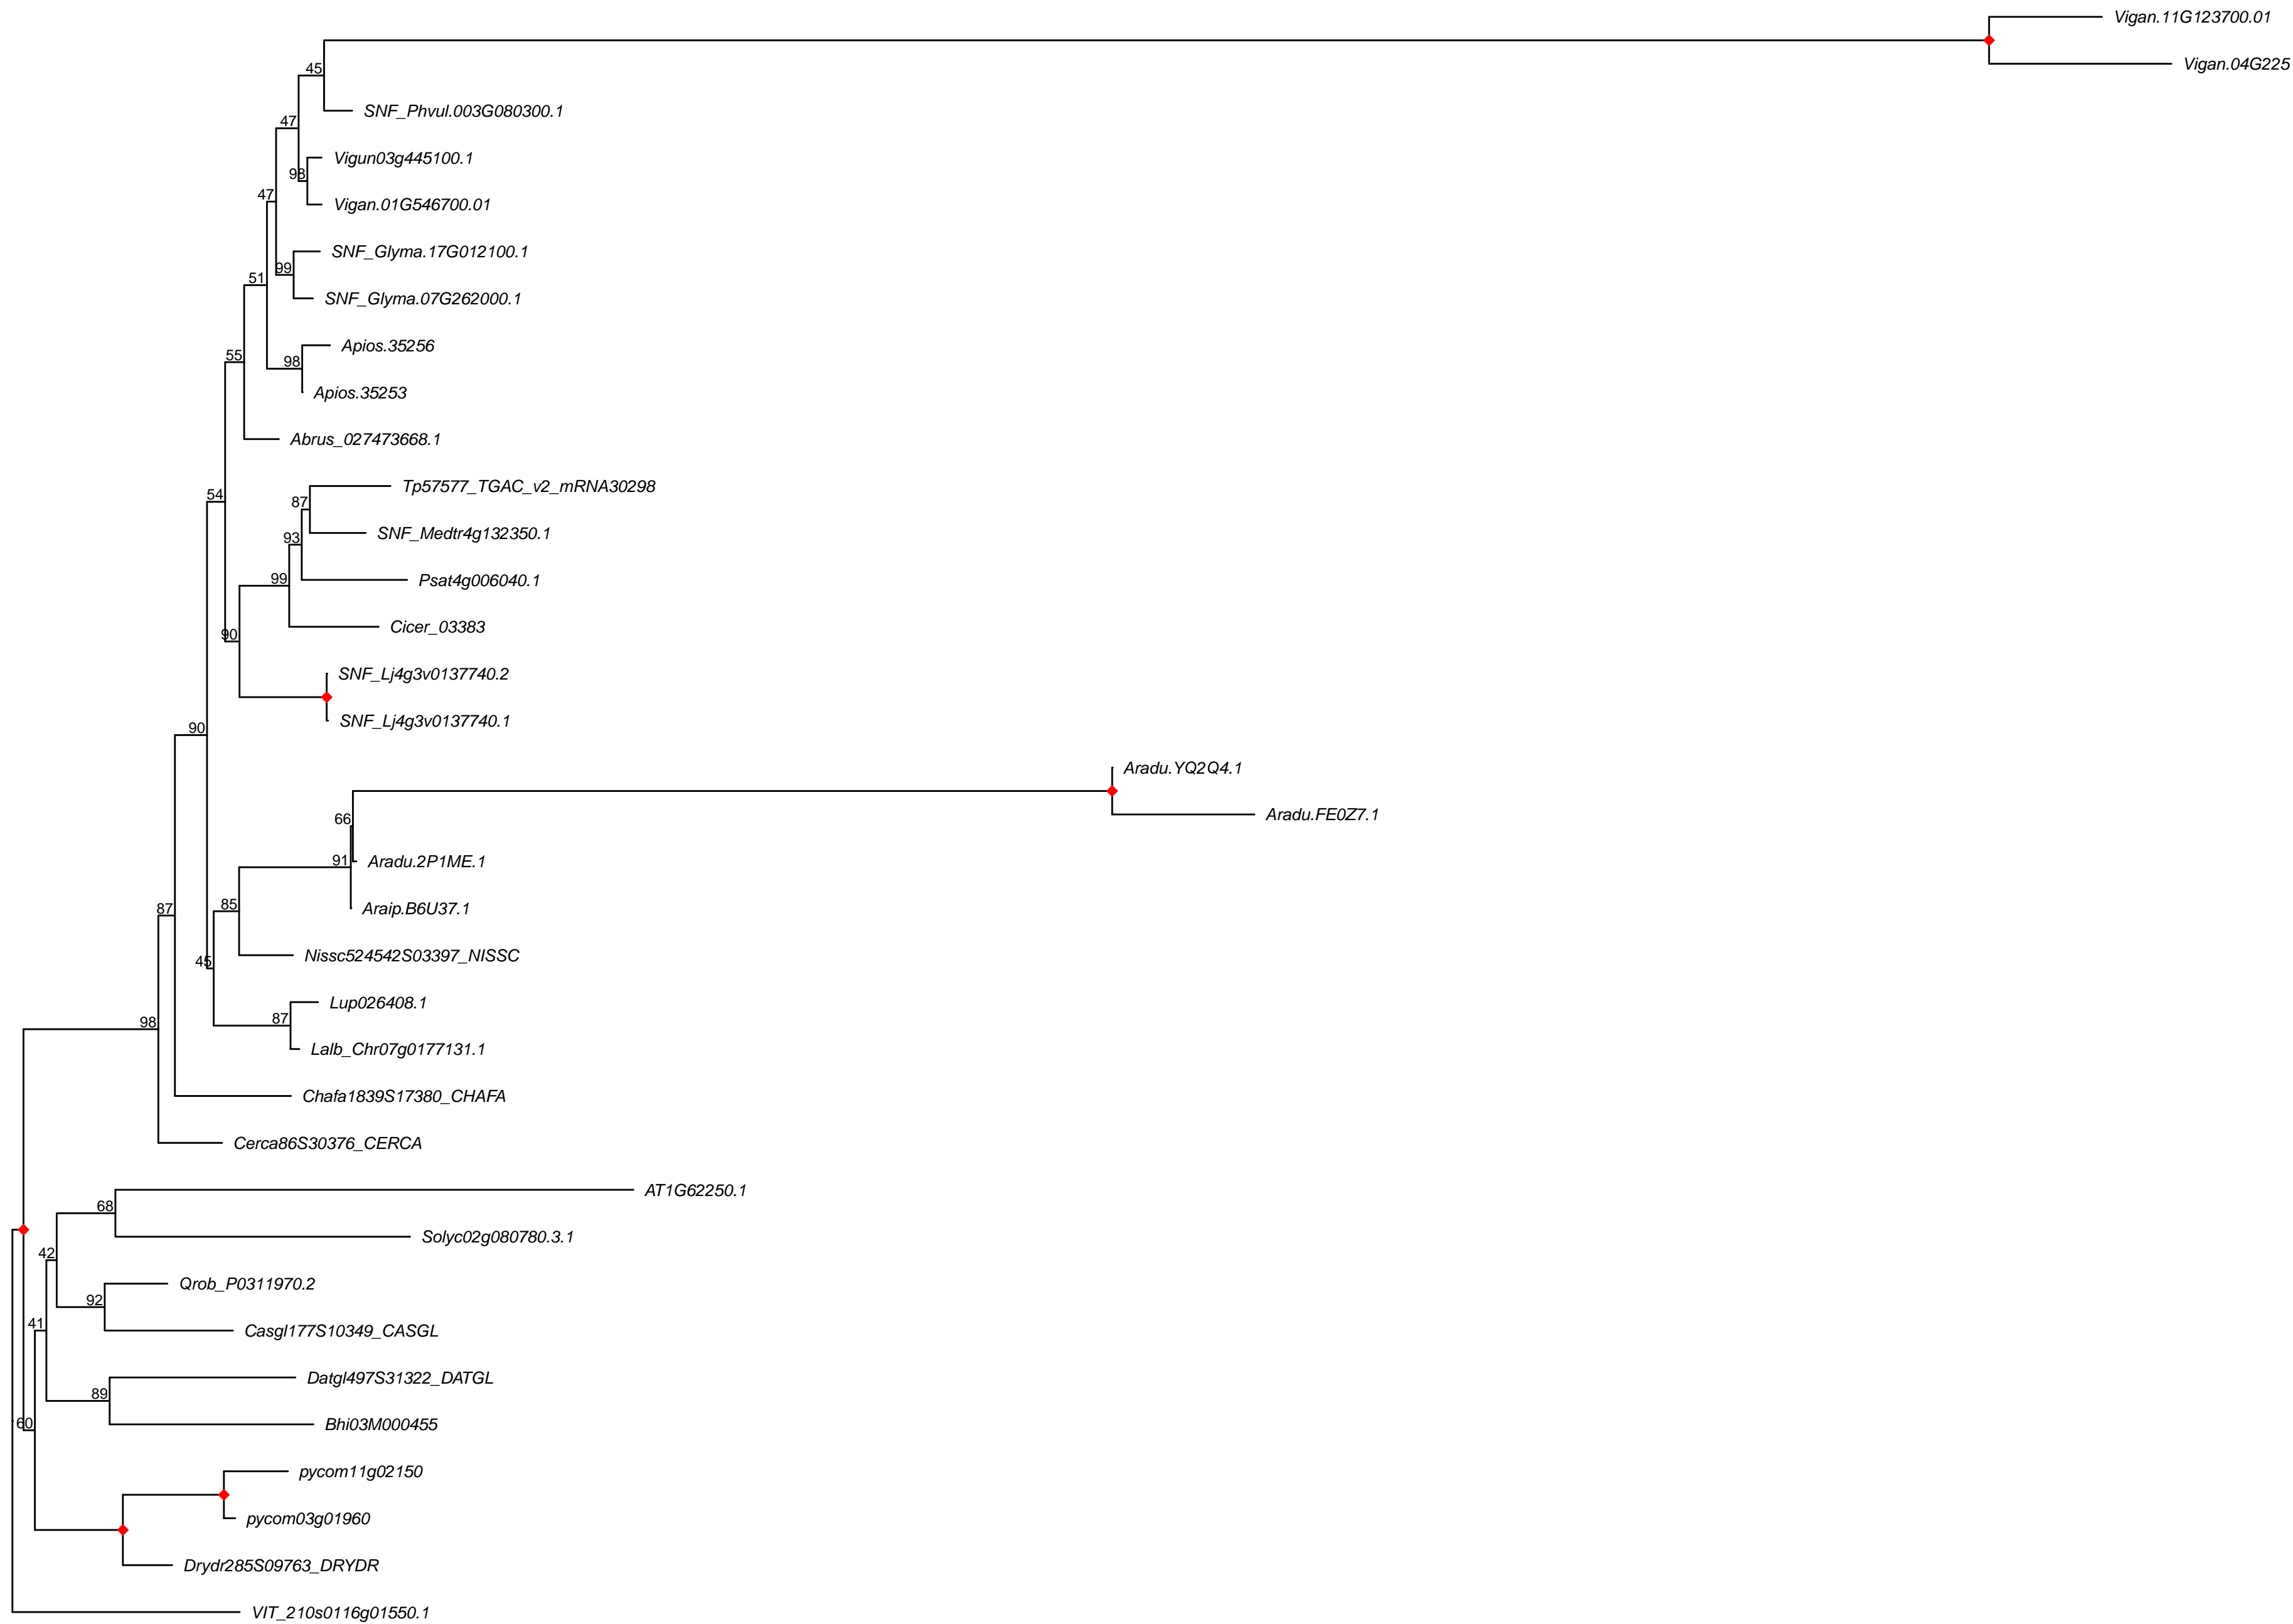 Vigan.11G123700.01
Vigan.04G225
45
SNF_Phvul.003G080300.1
47
Vigun03g445100.1
98
47
Vigan.01G546700.01
SNF_Glyma.17G012100.1
99
51
SNF_Glyma.07G262000.1
Apios.35256
55
98
Apios.35253
Abrus_027473668.1
Tp57577_TGAC_v2_mRNA30298
54
87
SNF_Medtr4g132350.1
93
99
Psat4g006040.1
Cicer_03383
90
SNF_Lj4g3v0137740.2
SNF_Lj4g3v0137740.1
90
Aradu.YQ2Q4.1
Aradu.FE0Z7.1
66
91
Aradu.2P1ME.1
87
85
Araip.B6U37.1
Nissc524542S03397_NISSC
45
Lup026408.1
98
87
Lalb_Chr07g0177131.1
Chafa1839S17380_CHAFA
Cerca86S30376_CERCA
AT1G62250.1
68
Solyc02g080780.3.1
42
Qrob_P0311970.2
92
41
Casgl177S10349_CASGL
Datgl497S31322_DATGL
89
60
Bhi03M000455
pycom11g02150
pycom03g01960
Drydr285S09763_DRYDR
VIT_210s0116g01550.1